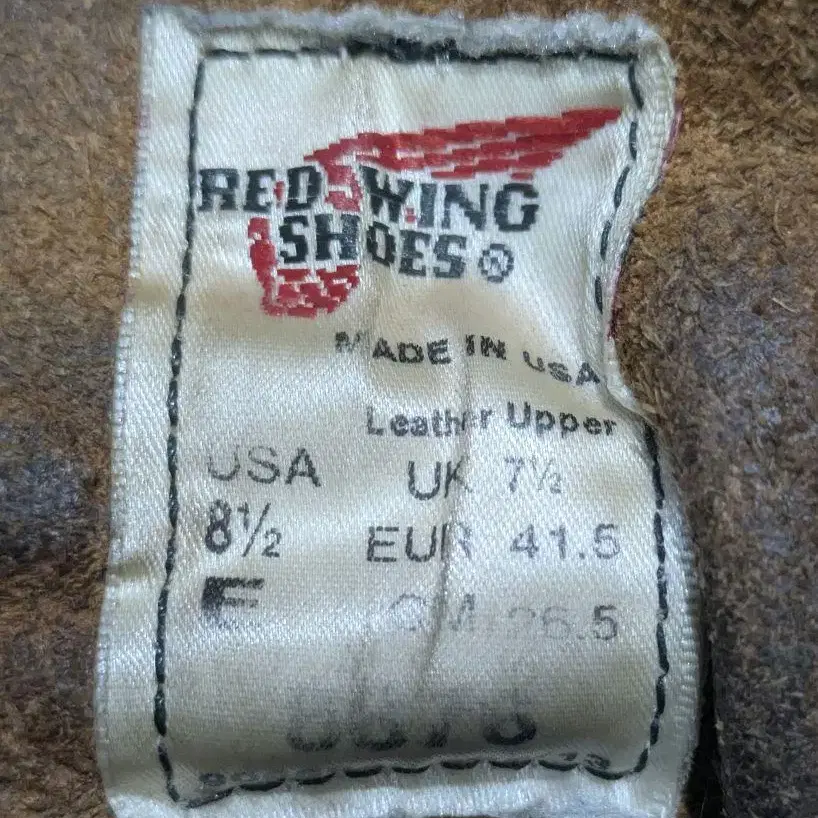 RED WING
SHOES®
MADE IN USA
Leather Upper
USA UK 7½
8½ EUR 41.5
E CM 26.5